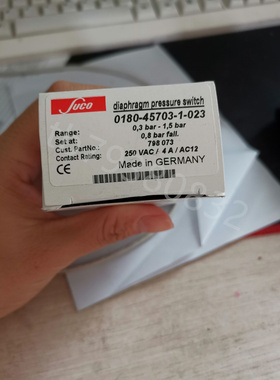 Suco
diaphragm pressure switch
0180-45703-1-023
Range: 0,3 bar - 1,5 bar
Set at: 0,8 bar fall.
Cust. PartNo.: 798 073
Contact Rating: 250 VAC / 4 A / AC12
CE Made in GERMANY